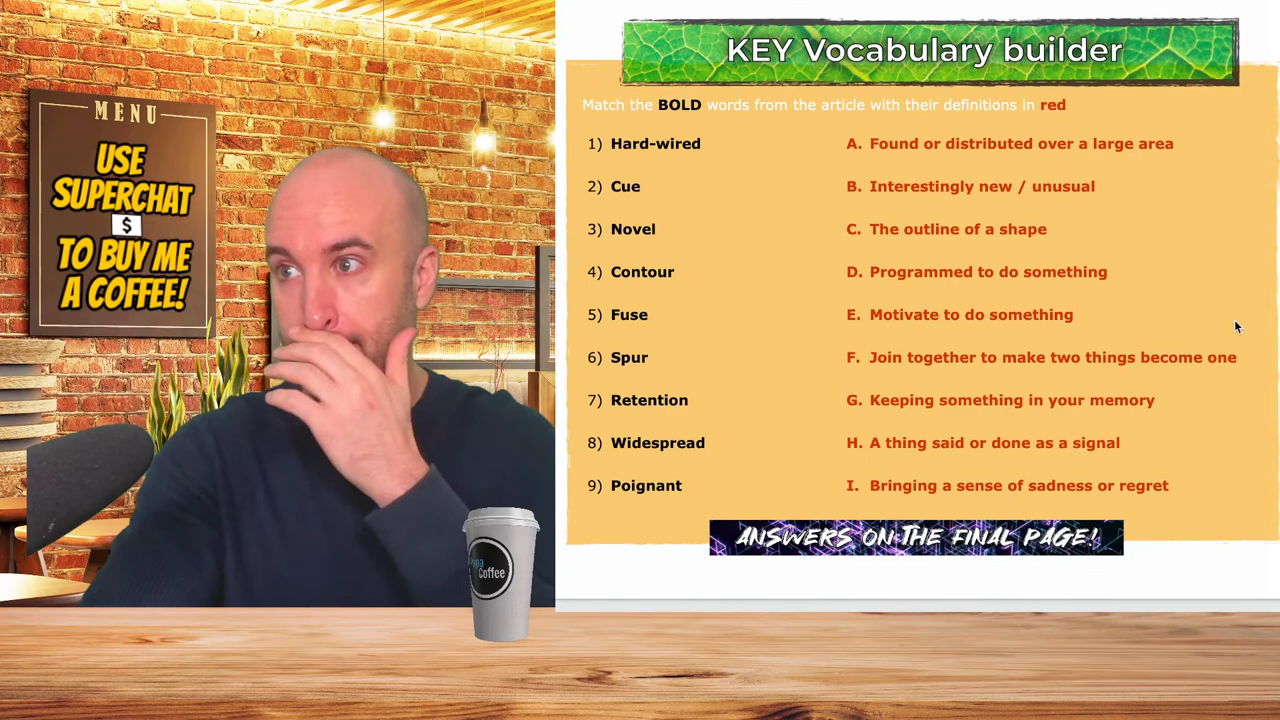 MENU
USE
SUPERCHAT
$
TO BUY ME
A COFFEE!
Coffee
KEY Vocabulary builder
Match the BOLD words from the article with their definitions in red
1) Hard-wired
A. Found or distributed over a large area
2) Cue
B. Interestingly new / unusual
3) Novel
C. The outline of a shape
4) Contour
D. Programmed to do something
5) Fuse
E. Motivate to do something
6) Spur
F. Join together to make two things become one
7) Retention
G. Keeping something in your memory
8) Widespread
H. A thing said or done as a signal
9) Poignant
I. Bringing a sense of sadness or regret
ANSWERS ON THE FINAL PAGE!